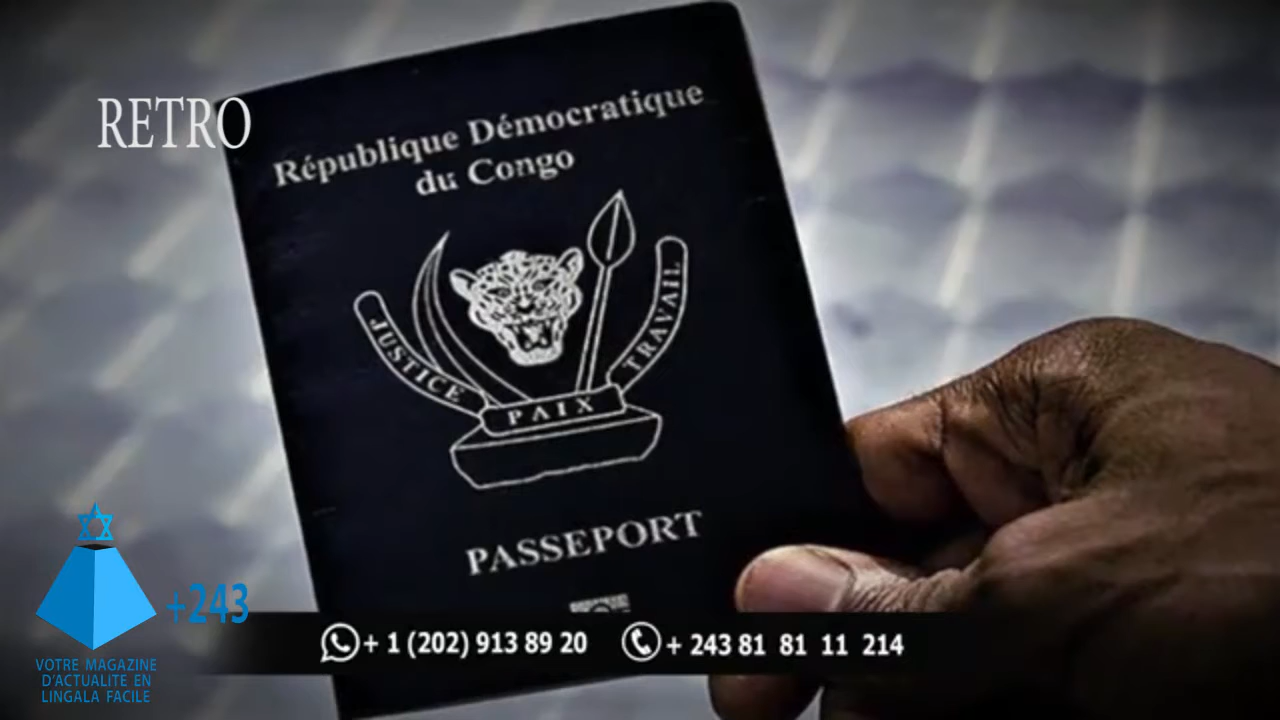 RETRO
République Démocratique
du Congo
JUSTICE
PAIX
TRAVAIL
PASSEPORT
+243
+ 1 (202) 913 89 20
+ 243 81 81 11 214
VOTRE MAGAZINE
D'ACTUALITE EN
LINGALA FACILE